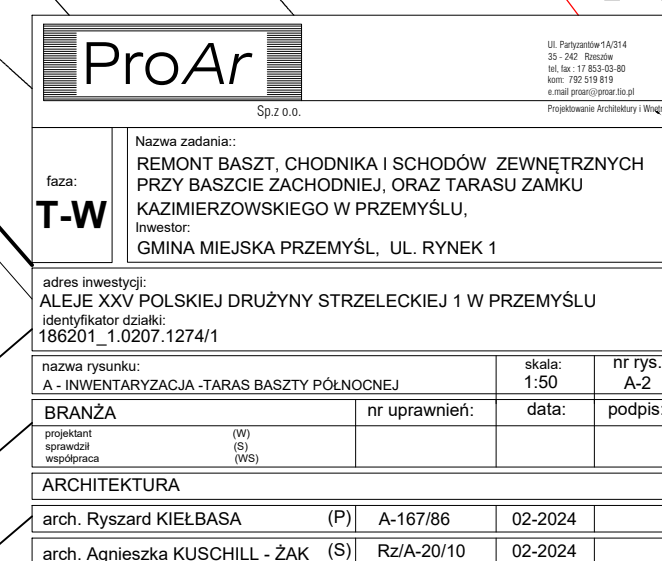 ProAr
Sp.z o.o.
Ul. Partyzantów 1A/314
35 - 242 Rzeszów
tel, fax : 17 853-03-80
kom: 792 519 819
e.mail proar@proar.tio.pl
Projektowanie Architektury i
faza:
T-W
Nazwa zadania::
REMONT BASZT, CHODNIKA I SCHODÓW ZEWNĘTRZNYCH
PRZY BASZCIE ZACHODNIEJ, ORAZ TARASU ZAMKU
KAZIMIERZOWSKIEGO W PRZEMYŚLU,
Inwestor:
GMINA MIEJSKA PRZEMYŚL, UL. RYNEK 1
adres inwestycji:
ALEJE XXV POLSKIEJ DRUŻYNY STRZELECKIEJ 1 W PRZEMYŚLU
identyfikator działki:
186201_1.0207.1274/1
nazwa rysunku: skala: nr rys.
A - INWENTARYZACJA -TARAS BASZTY PÓŁNOCNEJ 1:50 A-2
BRANŻA nr uprawnień: data: podpis:
projektant (W)
sprawdził (S)
współpraca (WS)
ARCHITEKTURA
arch. Ryszard KIEŁBASA (P) A-167/86 02-2024
arch. Agnieszka KUSCHILL - ŻAK (S) Rz/A-20/10 02-2024